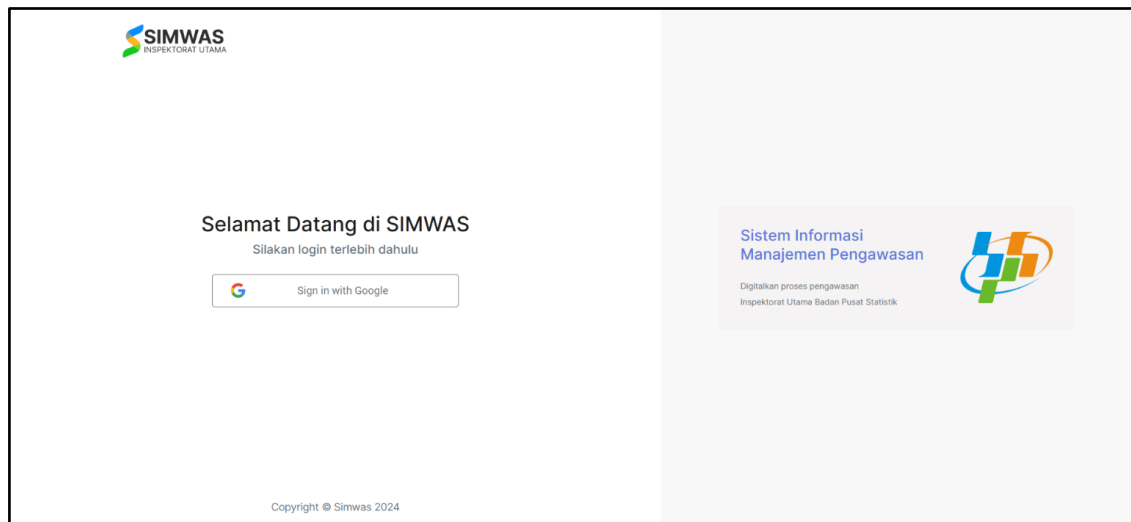 SIMWAS
INSPEKTORAT UTAMA
Selamat Datang di SIMWAS
Silakan login terlebih dahulu
Sign in with Google
Copyright © Simwas 2024
Sistem Informasi
Manajemen Pengawasan
Digitalkan proses pengawasan
Inspektorat Utama Badan Pusat Statistik